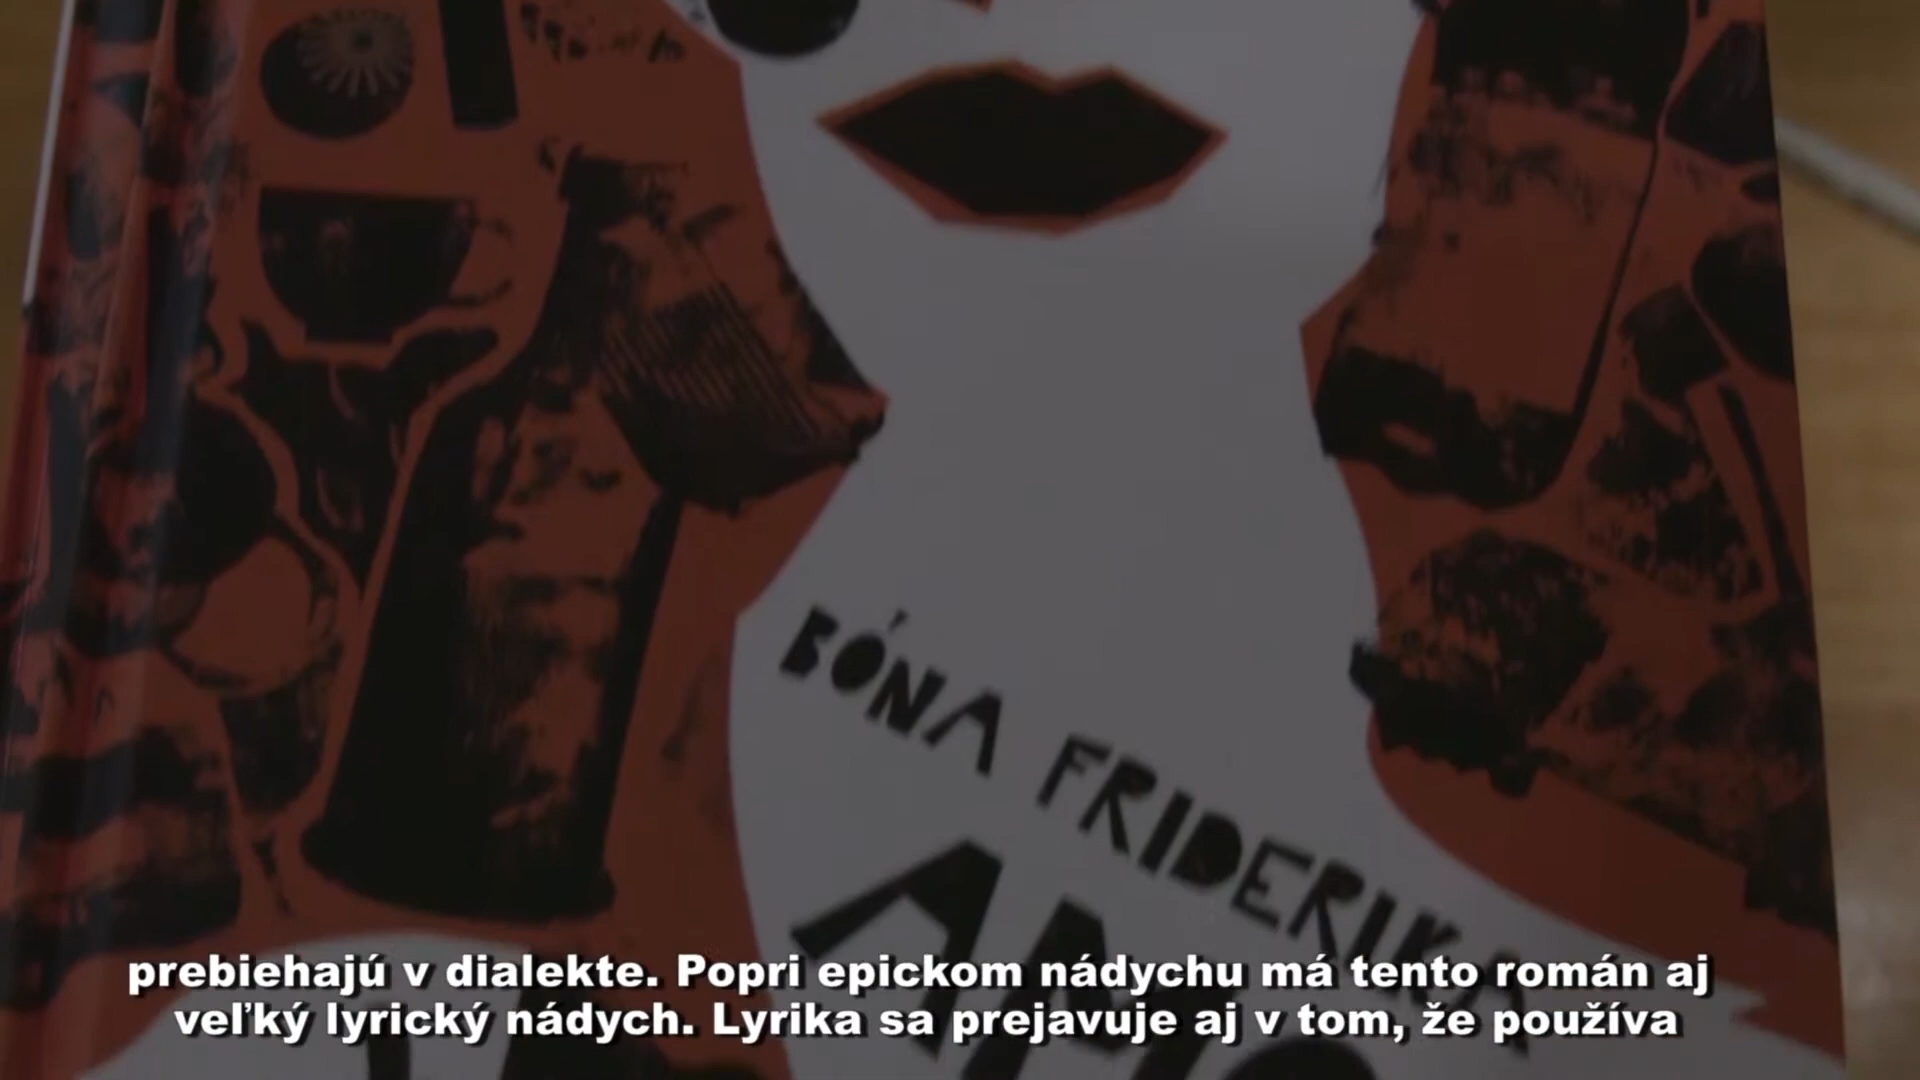 BÓNA FRIDERIKA
AMO
prebiehajú v dialekte. Popri epickom nádychu má tento román aj
veľký lyrický nádych. Lyrika sa prejavuje aj v tom, že používa